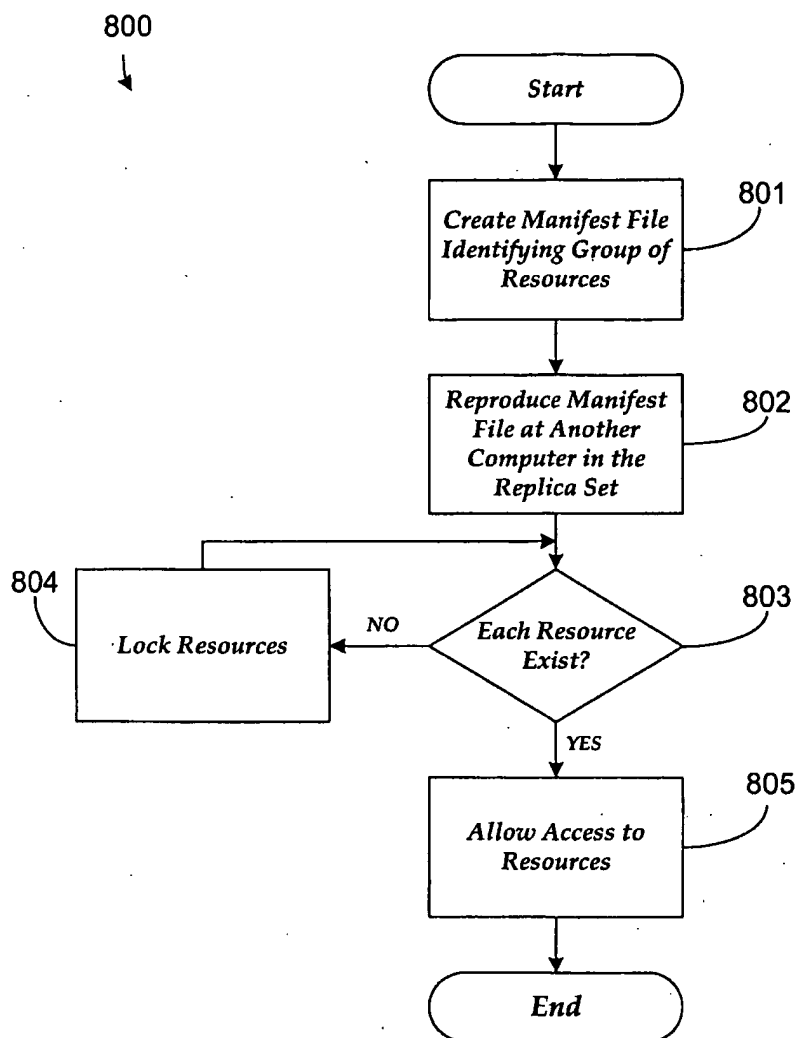 800
Start
Create Manifest File
Identifying Group of
Resources
801
Reproduce Manifest
File at Another
Computer in the
Replica Set
802
804
Lock Resources
NO
Each Resource
Exist?
803
YES
Allow Access to
Resources
805
End